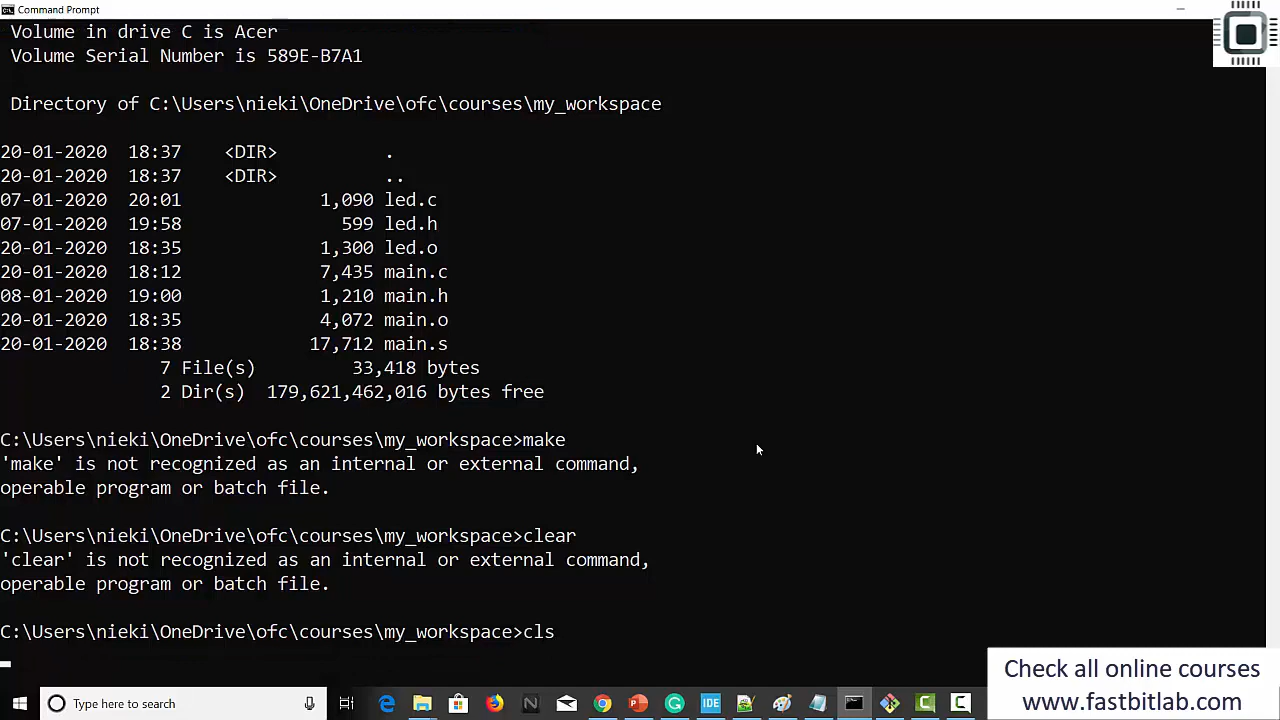 Command Prompt
Volume in drive C is Acer
Volume Serial Number is 589E-B7A1
Directory of C:\Users\nieki\OneDrive\ofc\courses\my_workspace
20-01-2020  18:37    <DIR>          .
20-01-2020  18:37    <DIR>          ..
07-01-2020  20:01             1,090 led.c
07-01-2020  19:58               599 led.h
20-01-2020  18:35             1,300 led.o
20-01-2020  18:12             7,435 main.c
08-01-2020  19:00             1,210 main.h
20-01-2020  18:35             4,072 main.o
20-01-2020  18:38            17,712 main.s
7 File(s)         33,418 bytes
2 Dir(s)  179,621,462,016 bytes free
C:\Users\nieki\OneDrive\ofc\courses\my_workspace>make
'make' is not recognized as an internal or external command,
operable program or batch file.
C:\Users\nieki\OneDrive\ofc\courses\my_workspace>clear
'clear' is not recognized as an internal or external command,
operable program or batch file.
C:\Users\nieki\OneDrive\ofc\courses\my_workspace>cls
Check all online courses
www.fastbitlab.com
Type here to search
IDE